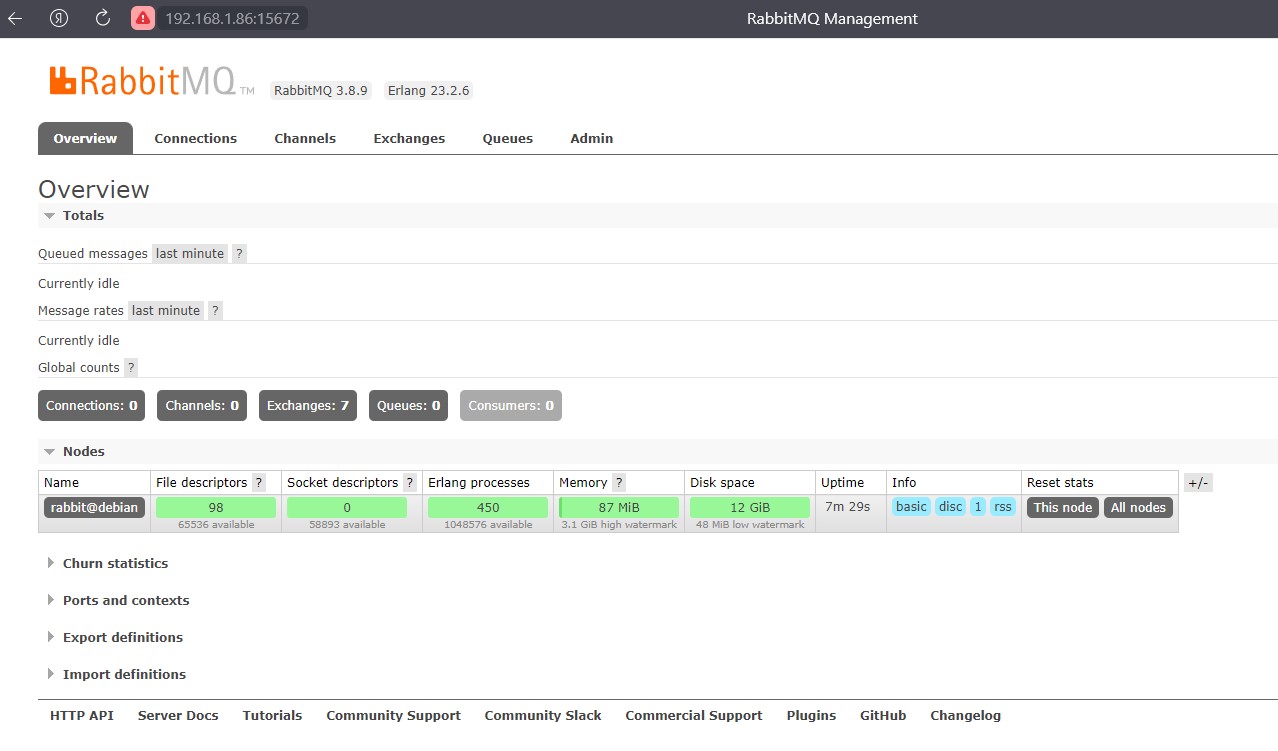 Я 192.168.1.86:15672 RabbitMQ Management
RabbitMQ TM RabbitMQ 3.8.9 Erlang 23.2.6
Overview Connections Channels Exchanges Queues Admin
Overview
Totals
Queued messages last minute ?
Currently idle
Message rates last minute ?
Currently idle
Global counts ?
Connections: 0 Channels: 0 Exchanges: 7 Queues: 0 Consumers: 0
Nodes
Name File descriptors ? Socket descriptors ? Erlang processes Memory ? Disk space Uptime Info Reset stats +/-
rabbit@debian 98 0 450 87 MiB 12 GiB 7m 29s basic disc 1 rss This node All nodes
65536 available 58893 available 1048576 available 3.1 GiB high watermark 48 MiB low watermark
Churn statistics
Ports and contexts
Export definitions
Import definitions
HTTP API Server Docs Tutorials Community Support Community Slack Commercial Support Plugins GitHub Changelog